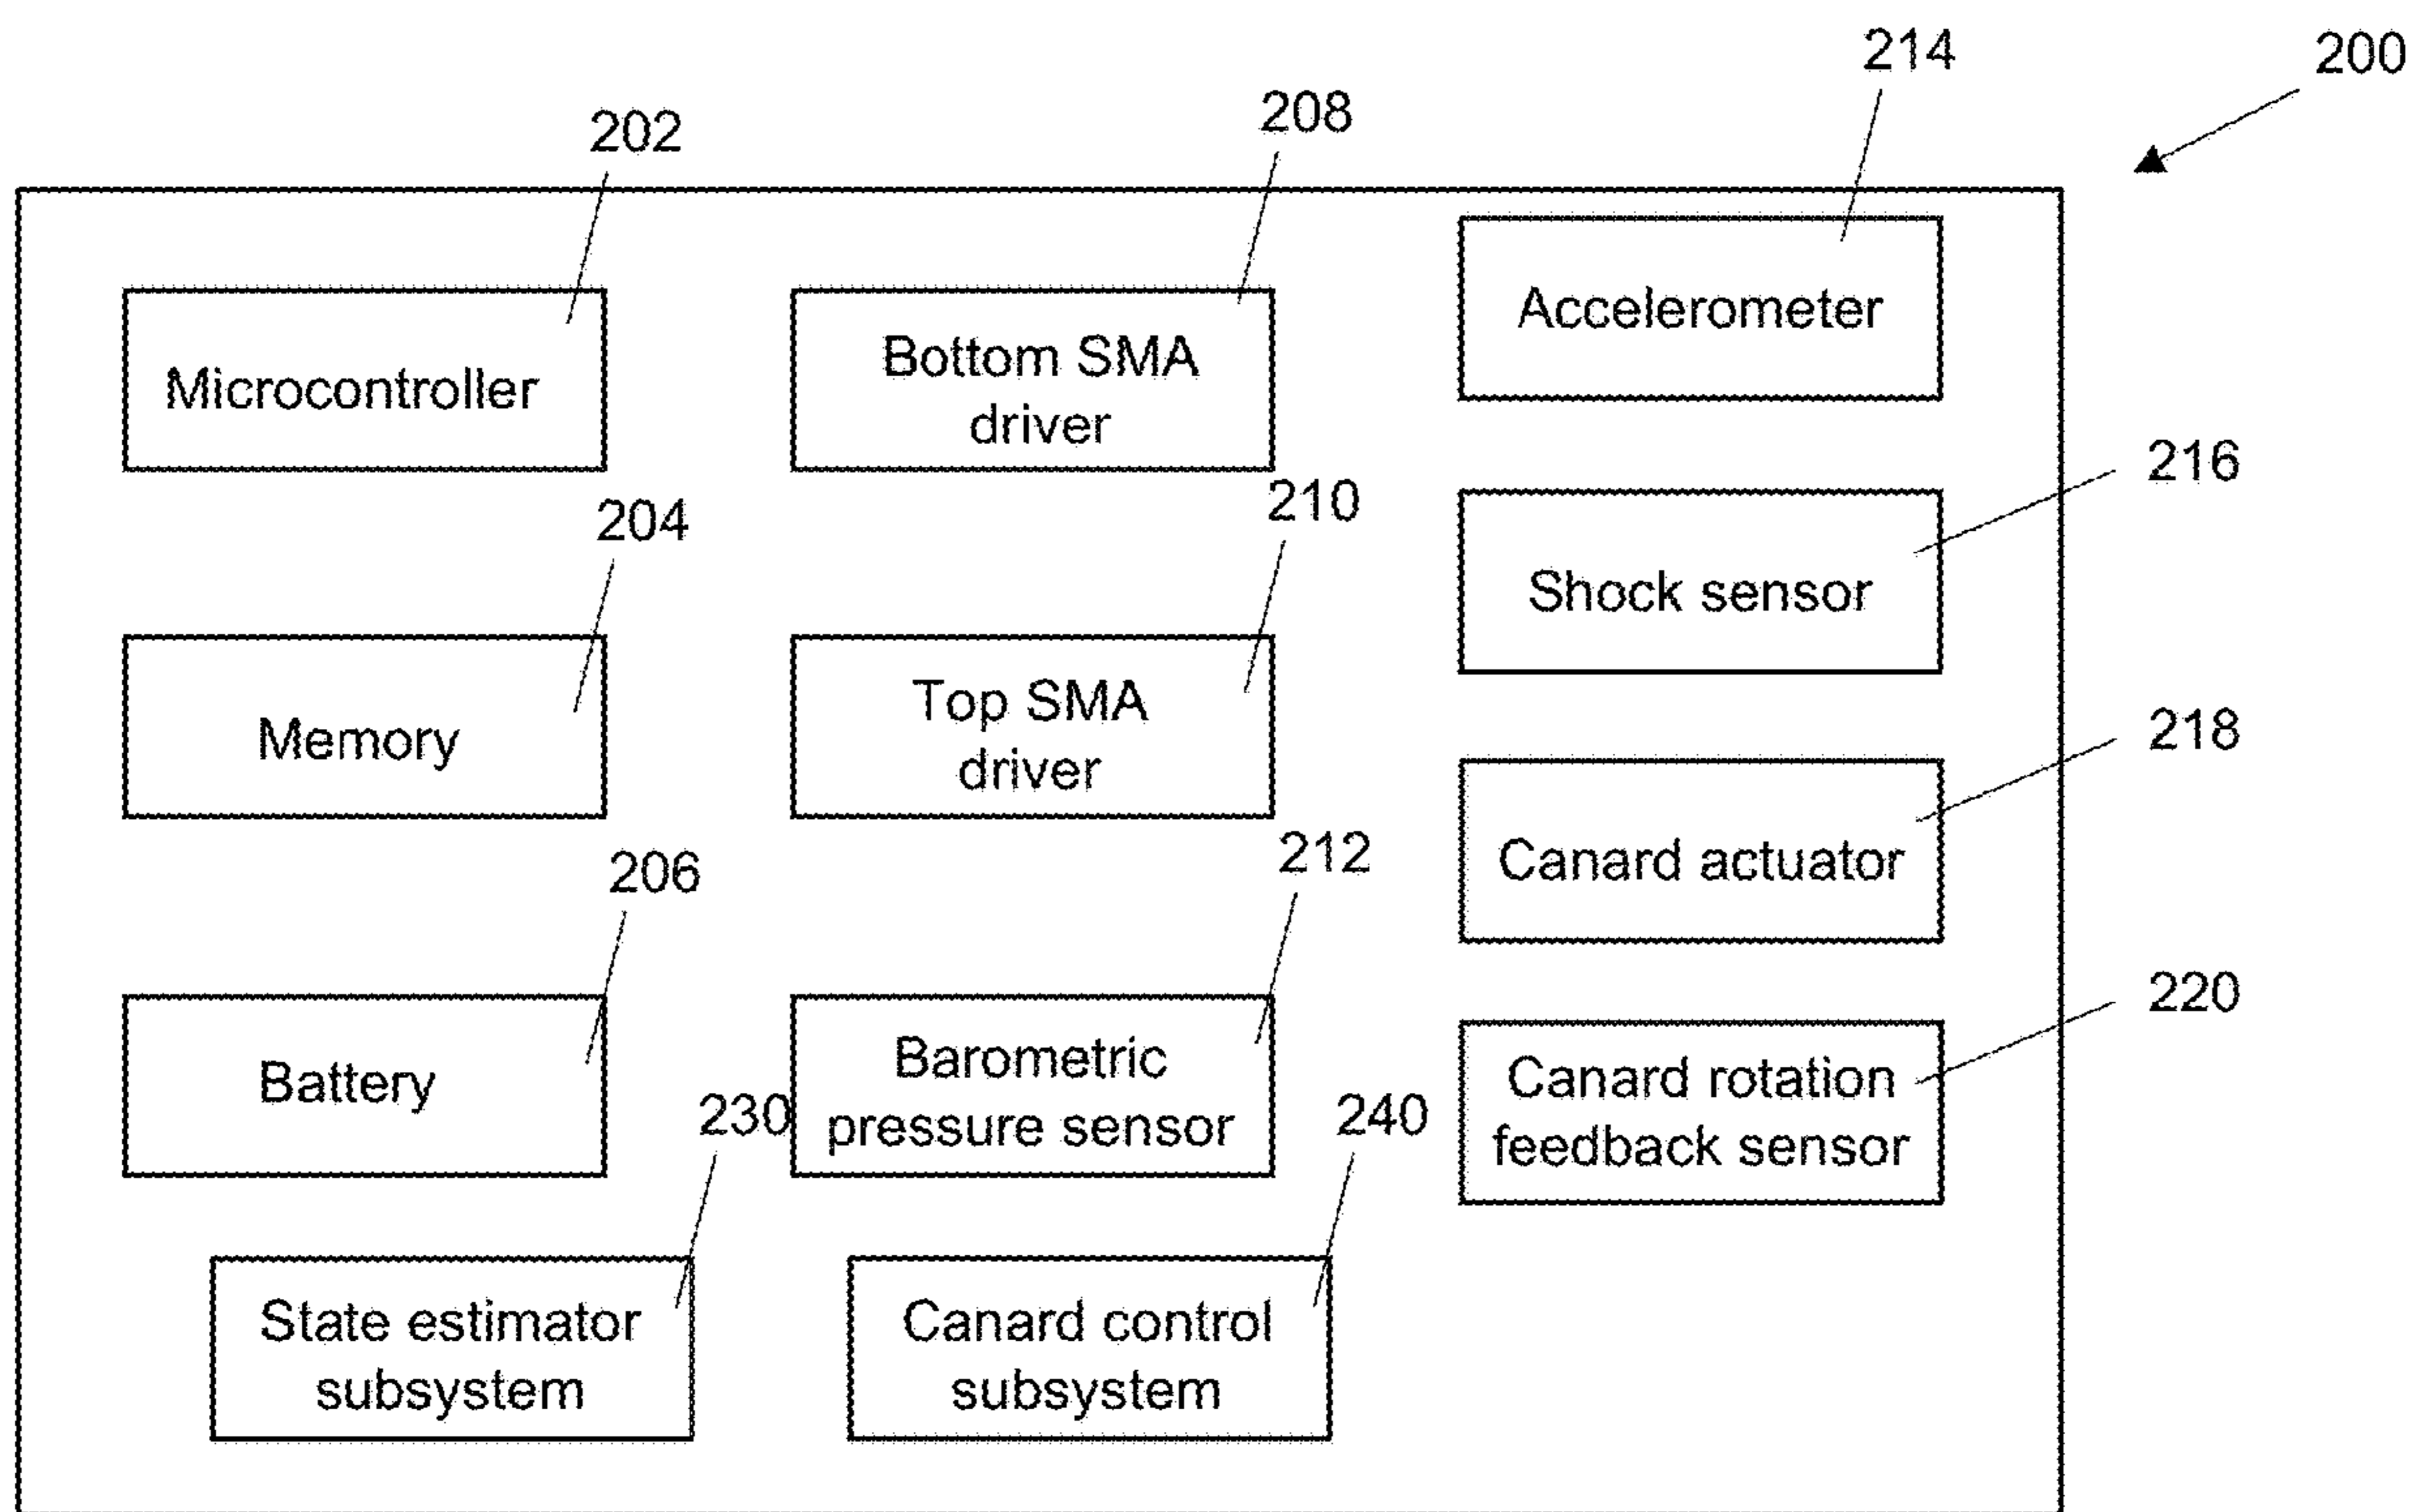 214
200
208
202
Accelerometer
Bottom SMA
driver
Microcontroller
216
210
204
Shock sensor
Top SMA
driver
Memory
218
Canard actuator
212
206
220
Barometric
pressure sensor
Battery
Canard rotation
feedback sensor
230
240
State estimator
subsystem
Canard control
subsystem